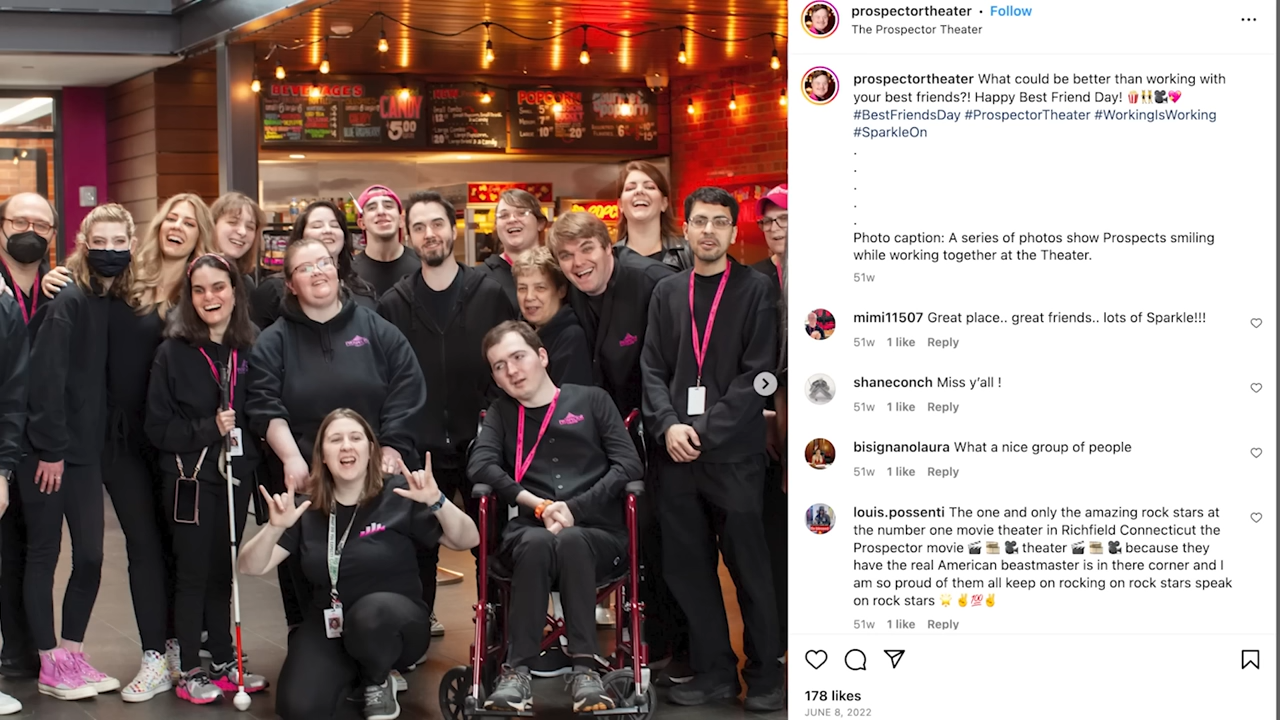 prospectortheater • Follow
The Prospector Theater
prospectortheater What could be better than working with
your best friends?! Happy Best Friend Day!
#BestFriendsDay #ProspectorTheater #WorkingIsWorking
#SparkleOn
.
.
.
.
.
Photo caption: A series of photos show Prospects smiling
while working together at the Theater.
51w
mimi11507 Great place.. great friends.. lots of Sparkle!!!
51w 1 like Reply
shaneconch Miss y'all !
51w 1 like Reply
bisignanolaura What a nice group of people
51w 1 like Reply
louis.possenti The one and only the amazing rock stars at
the number one movie theater in Richfield Connecticut the
Prospector movie 🎬 📽 🎥 theater 🎬 📽 🎥 because they
have the real American beastmaster is in there corner and I
am so proud of them all keep on rocking on rock stars speak
on rock stars 🌟 ✌💯✌
51w 1 like Reply
178 likes
JUNE 8, 2022
BEVERAGES
CANDY
5.00
POPCORN